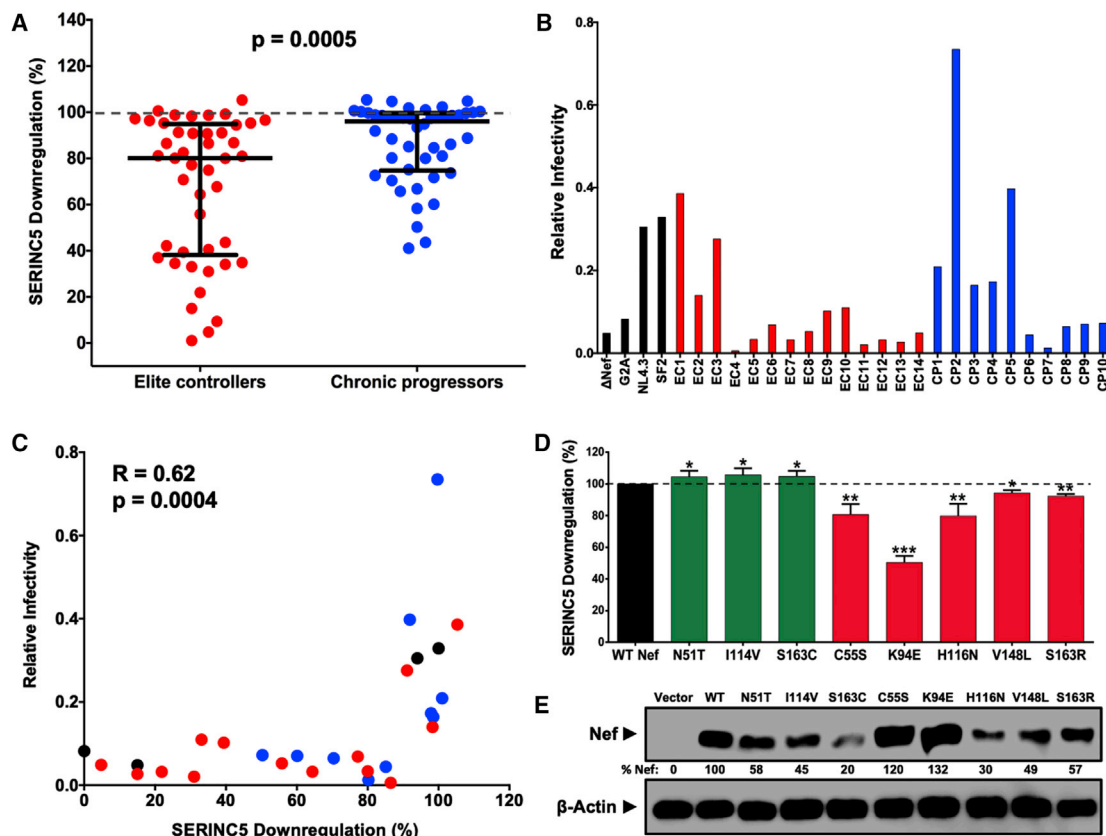 A
p = 0.0005
SERINC5 Downregulation (%)
140
120
100
80
60
40
20
0
Elite controllers
Chronic progressors
B
Relative Infectivity
0.8
0.6
0.4
0.2
0.0
ΔNef
G2A
NL4.3
SF2
EC1
EC2
EC3
EC4
EC5
EC6
EC7
EC8
EC9
EC10
EC11
EC12
EC13
EC14
CP1
CP2
CP3
CP4
CP5
CP6
CP7
CP8
CP9
CP10
C
R = 0.62
p = 0.0004
Relative Infectivity
0.8
0.6
0.4
0.2
0.0
0 20 40 60 80 100 120
SERINC5 Downregulation (%)
D
SERINC5 Downregulation (%)
120
100
80
60
40
20
0
* * * ** *** ** * **
WT Nef N51T I114V S163C C55S K94E H116N V148L S163R
E
Vector WT N51T I114V S163C C55S K94E H116N V148L S163R
Nef
% Nef: 0 100 58 45 20 120 132 30 49 57
β-Actin